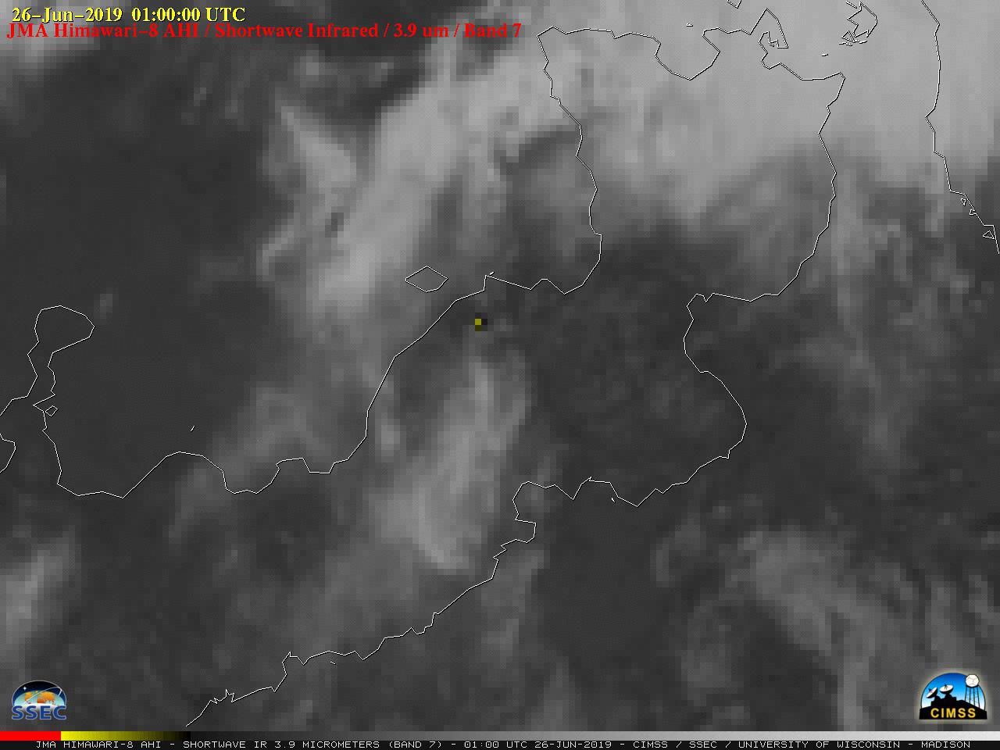 26-Jun-2019 01:00:00 UTC
JMA Himawari-8 AHI / Shortwave Infrared / 3.9 um / Band 7
SSEC
CIMSS
JMA HIMAWARI-8 AHI - SHORTWAVE IR 3.9 MICROMETERS (BAND 7) - 01:00 UTC 26-JUN-2019 - CIMSS / SSEC / UNIVERSITY OF WISCONSIN - MADISON